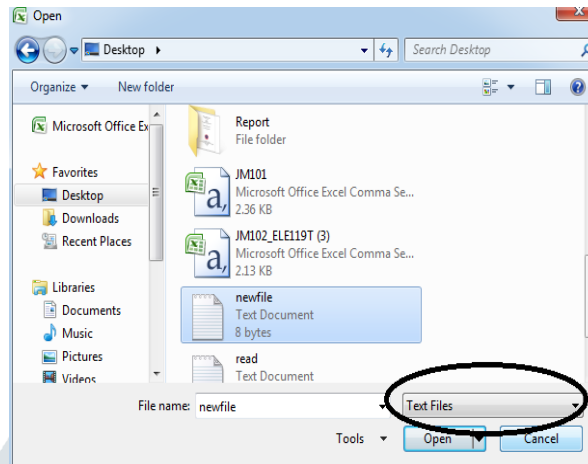 Open
Desktop
Search Desktop
Organize
New folder
Microsoft Office Ex
Favorites
Desktop
Downloads
Recent Places
Libraries
Documents
Music
Pictures
Videos
Report
File folder
JM101
Microsoft Office Excel Comma Se...
2.36 KB
JM102_ELE119T (3)
Microsoft Office Excel Comma Se...
2.13 KB
newfile
Text Document
8 bytes
read
Text Document
File name: newfile
Text Files
Tools
Open
Cancel